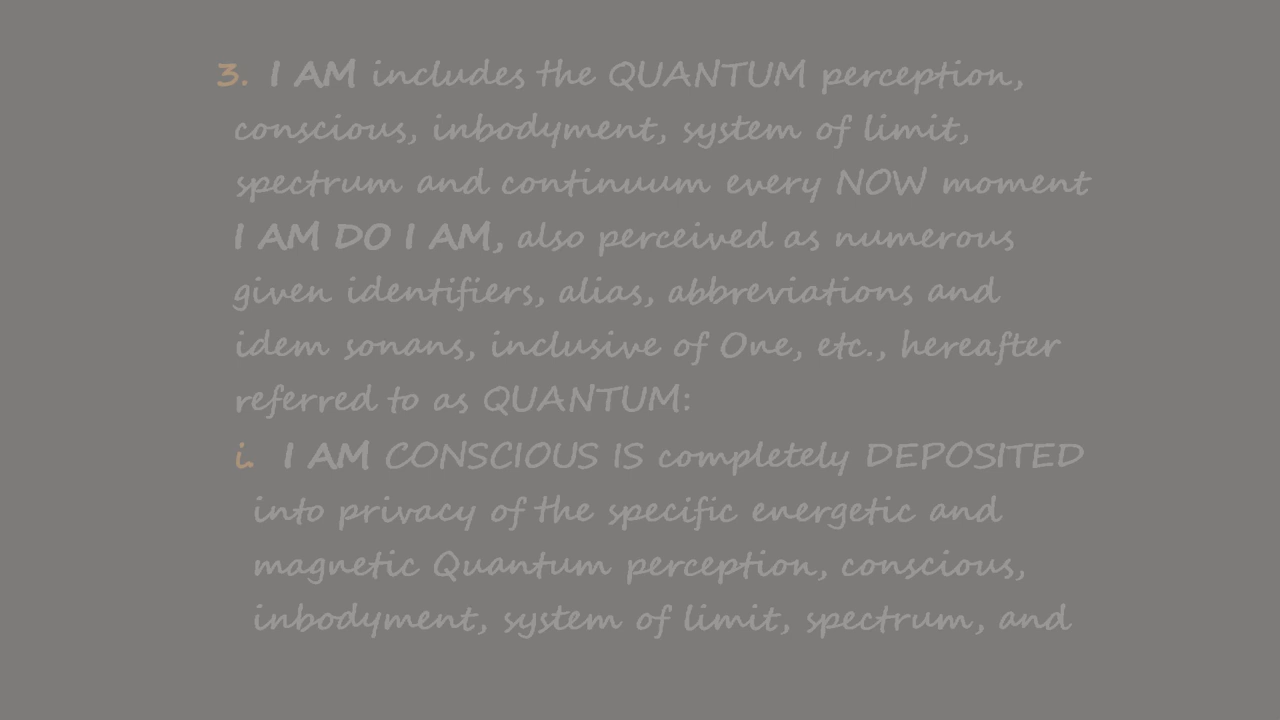 3. I AM includes the QUANTUM perception,
conscious, inbodyment, system of limit,
spectrum and continuum every NOW moment
I AM DO I AM, also perceived as numerous
given identifiers, alias, abbreviations and
idem sonans, inclusive of One, etc., hereafter
referred to as QUANTUM:
i. I AM CONSCIOUS IS completely DEPOSITED
into privacy of the specific energetic and
magnetic Quantum perception, conscious,
inbodyment, system of limit, spectrum, and